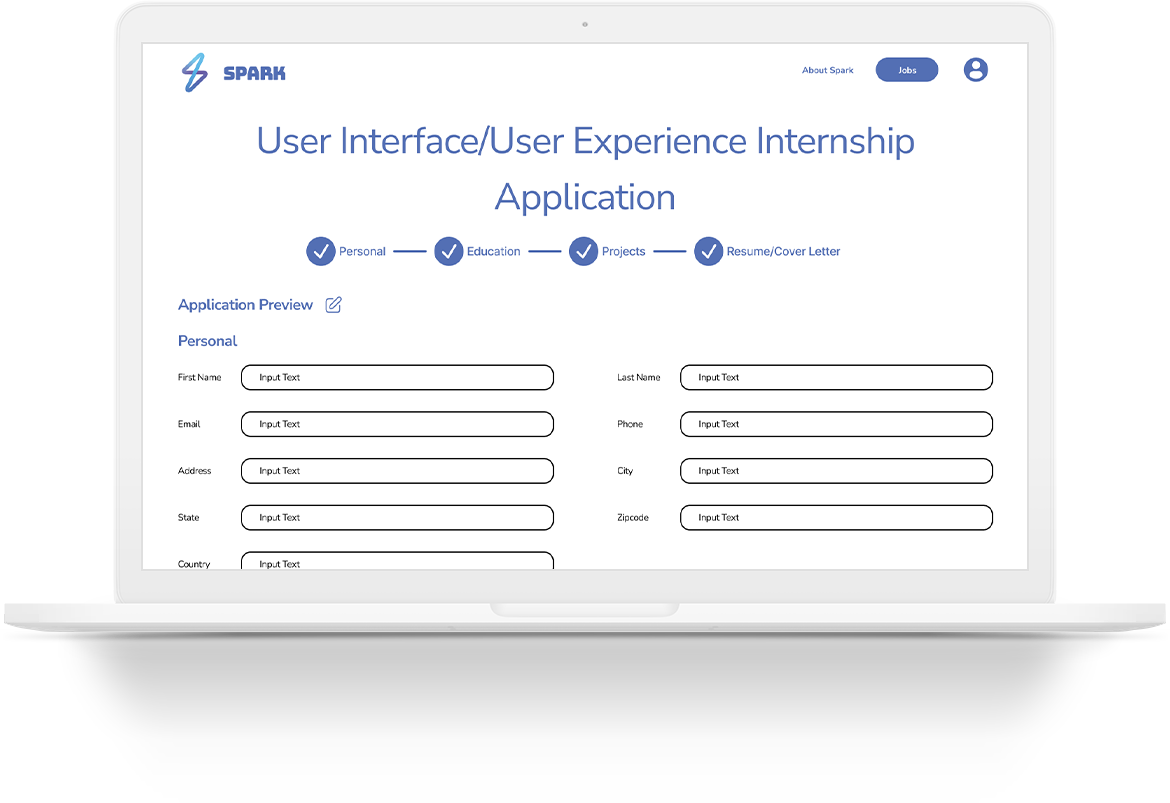 SPARK
About Spark
Jobs
User Interface/User Experience Internship
Application
Personal
Education
Projects
Resume/Cover Letter
Application Preview
Personal
First Name
Input Text
Last Name
Input Text
Email
Input Text
Phone
Input Text
Address
Input Text
City
Input Text
State
Input Text
Zipcode
Input Text
Country
Input Text